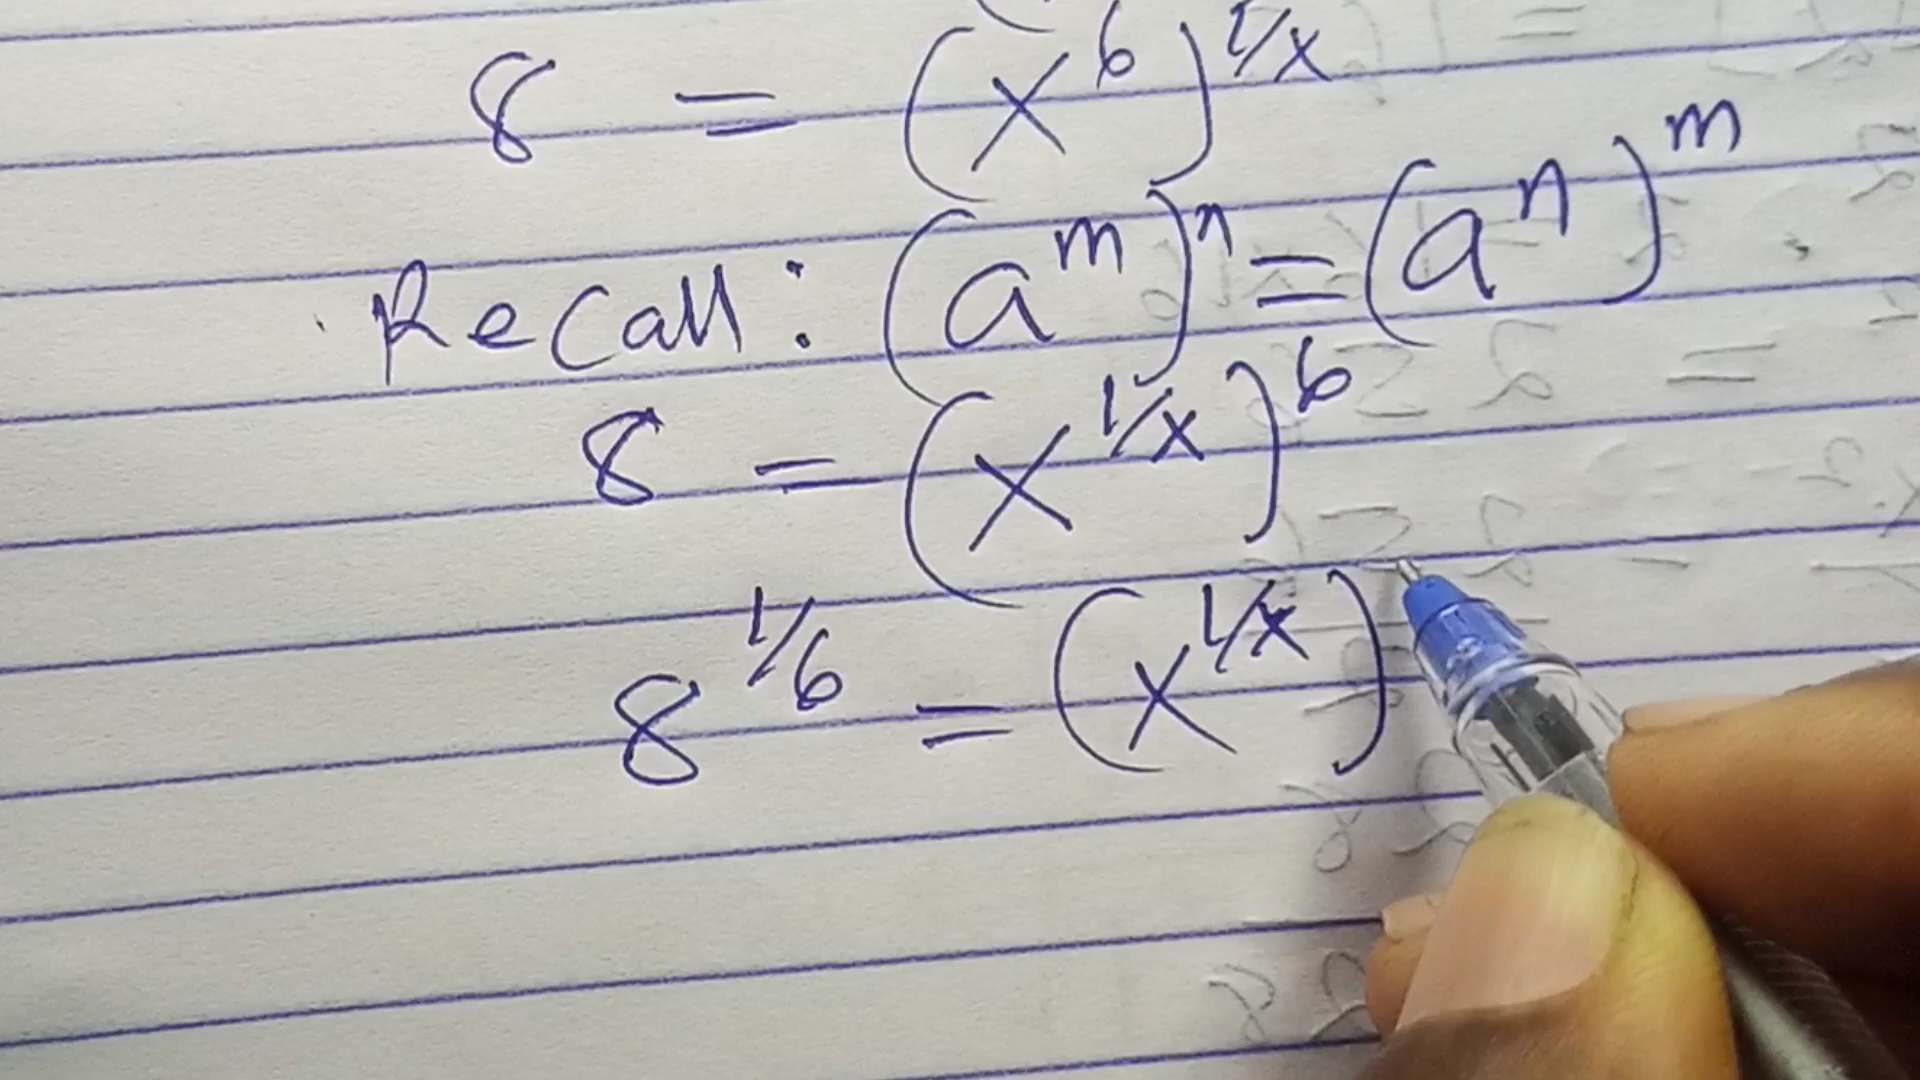 8 = (x^6)^1/x
Recall: (a^m)^n = (a^n)^m
8 = (x^1/x)^6
8^1/6 = (x^1/x)